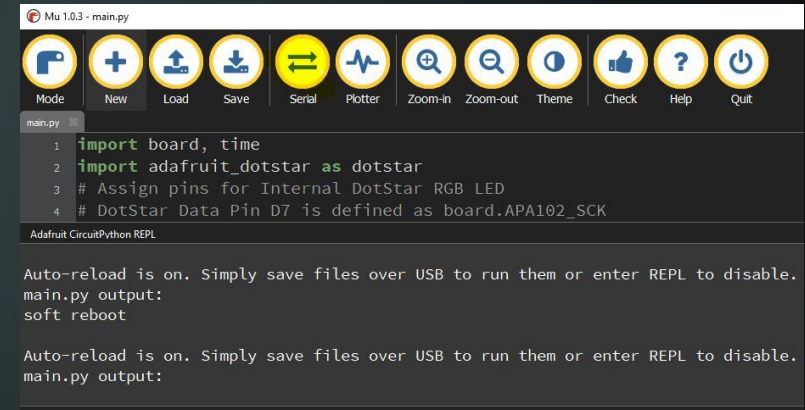 Mu 1.0.3 - main.py
Mode New Load Save Serial Plotter Zoom-in Zoom-out Theme Check Help Quit
main.py
1 import board, time
2 import adafruit_dotstar as dotstar
3 # Assign pins for Internal DotStar RGB LED
4 # DotStar Data Pin D7 is defined as board.APA102_SCK
Adafruit CircuitPython REPL
Auto-reload is on. Simply save files over USB to run them or enter REPL to disable.
main.py output:
soft reboot
Auto-reload is on. Simply save files over USB to run them or enter REPL to disable.
main.py output: